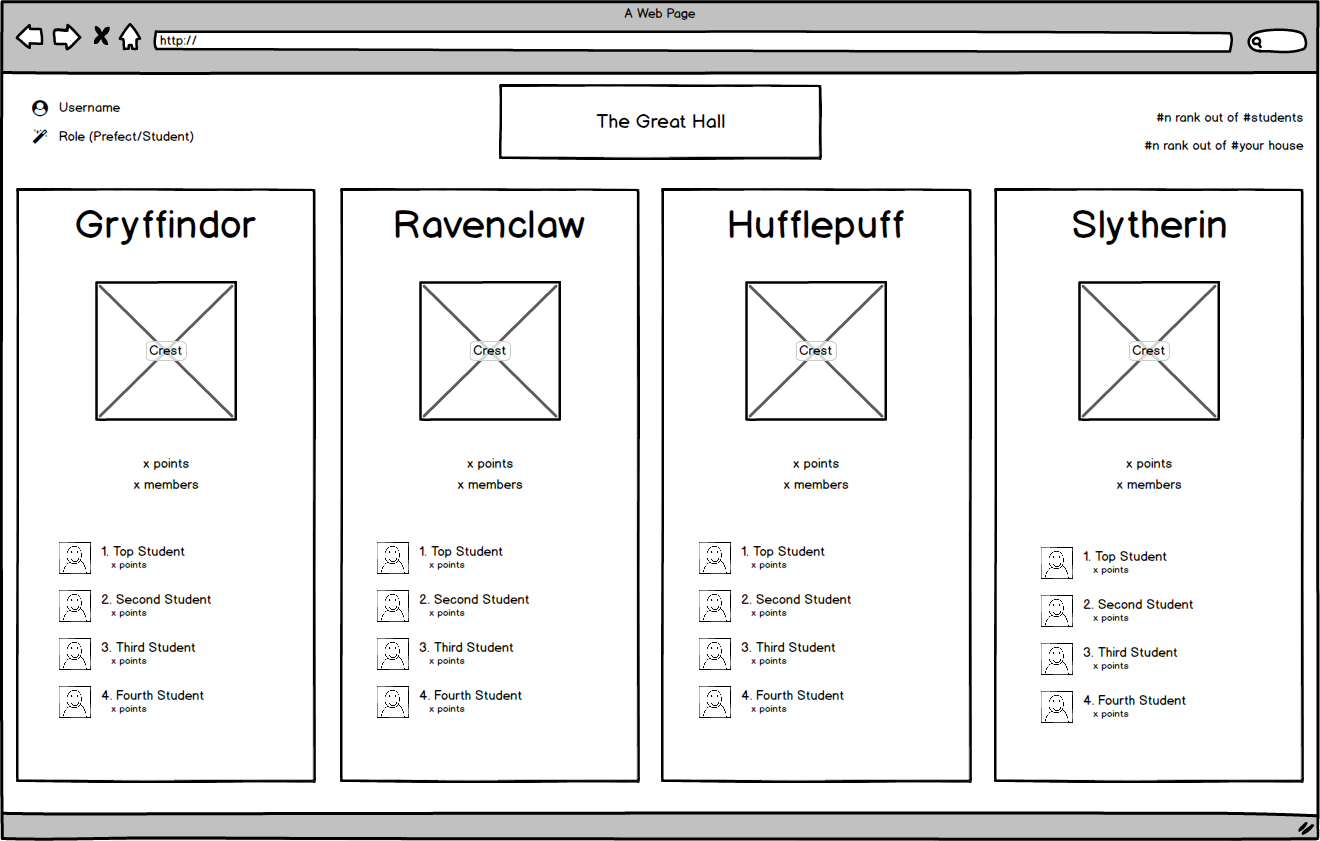 A Web Page
http://
Username
Role (Prefect/Student)
The Great Hall
#n rank out of #students
#n rank out of #your house
Gryffindor
Crest
x points
x members
1. Top Student
x points
2. Second Student
x points
3. Third Student
x points
4. Fourth Student
x points
Ravenclaw
Crest
x points
x members
1. Top Student
x points
2. Second Student
x points
3. Third Student
x points
4. Fourth Student
x points
Hufflepuff
Crest
x points
x members
1. Top Student
x points
2. Second Student
x points
3. Third Student
x points
4. Fourth Student
x points
Slytherin
Crest
x points
x members
1. Top Student
x points
2. Second Student
x points
3. Third Student
x points
4. Fourth Student
x points